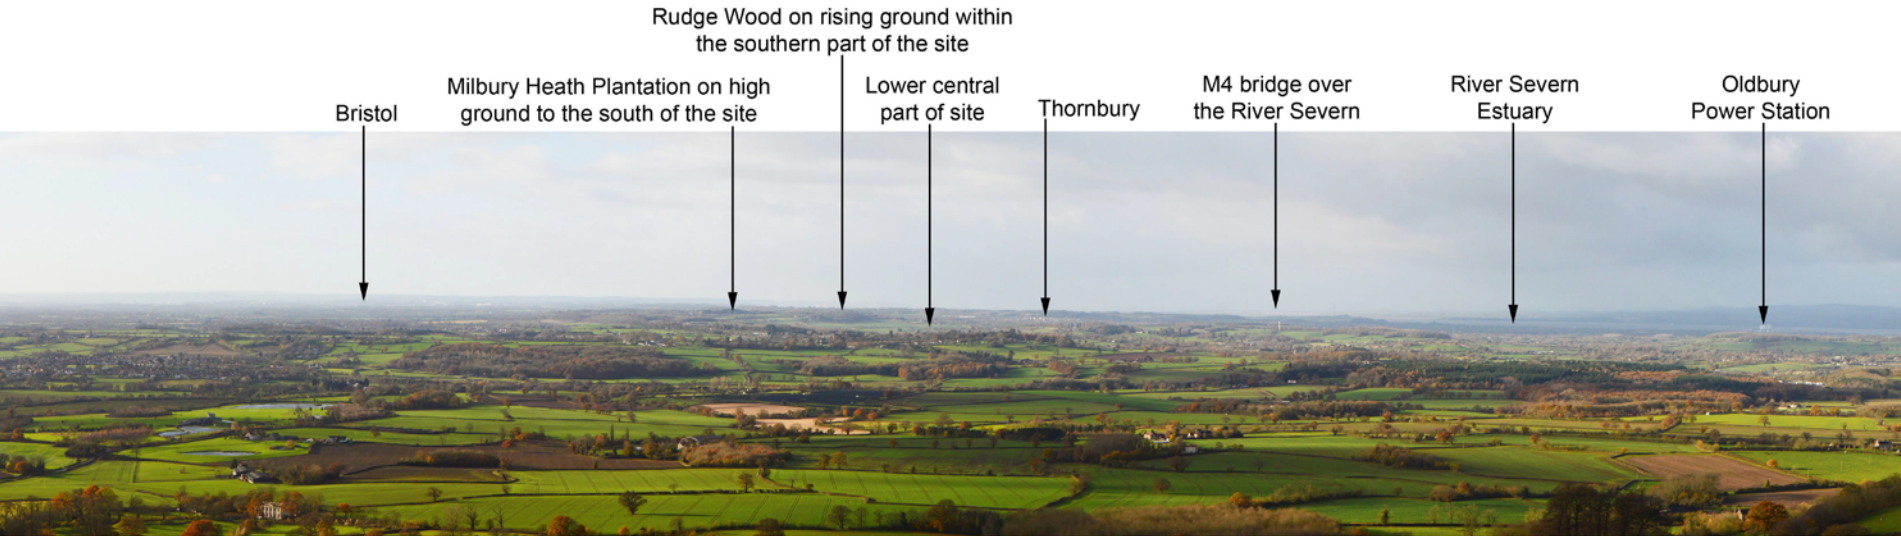 Rudge Wood on rising ground within
the southern part of the site
Bristol
Milbury Heath Plantation on high
ground to the south of the site
Lower central
part of site
Thornbury
M4 bridge over
the River Severn
River Severn
Estuary
Oldbury
Power Station